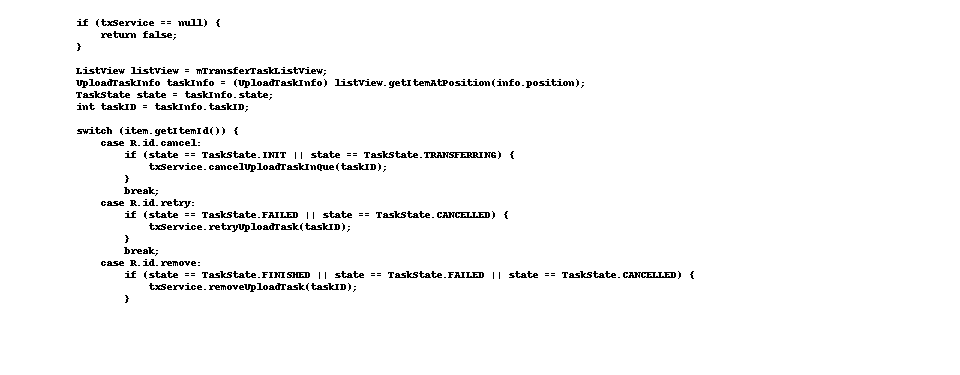 if (txService == null) {
return false;
}
ListView listView = mTransferTaskListView;
UploadTaskInfo taskInfo = (UploadTaskInfo) listView.getItemAtPosition(info.position);
TaskState state = taskInfo.state;
int taskID = taskInfo.taskID;
switch (item.getItemId()) {
case R.id.cancel:
if (state == TaskState.INIT || state == TaskState.TRANSFERRING) {
txService.cancelUploadTaskInQue(taskID);
}
break;
case R.id.retry:
if (state == TaskState.FAILED || state == TaskState.CANCELLED) {
txService.retryUploadTask(taskID);
}
break;
case R.id.remove:
if (state == TaskState.FINISHED || state == TaskState.FAILED || state == TaskState.CANCELLED) {
txService.removeUploadTask(taskID);
}